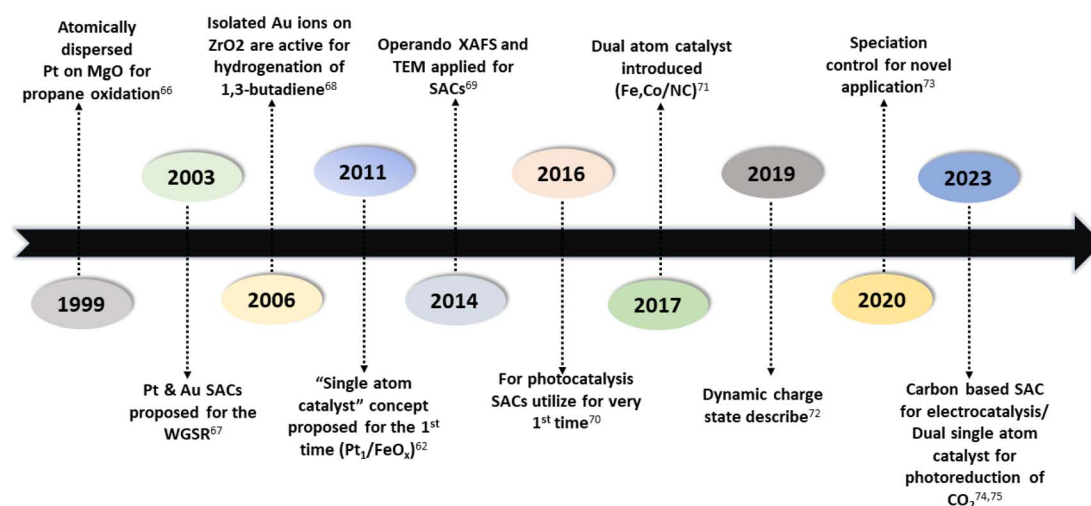 Atomically
dispersed
Pt on MgO for
propane oxidation66
Isolated Au ions on
ZrO2 are active for
hydrogenation of
1,3-butadiene68
Operando XAFS and
TEM applied for
SACs69
Dual atom catalyst
introduced
(Fe,Co/NC)71
Speciation
control for novel
application73
2003
2011
2016
2019
2023
1999
2006
2014
2017
2020
Pt & Au SACs
proposed for the
WGSR67
“Single atom
catalyst” concept
proposed for the 1st
time (Pt1/FeOx)62
For photocatalysis
SACs utilize for very
1st time70
Dynamic charge
state describe72
Carbon based SAC
for electrocatalysis/
Dual single atom
catalyst for
photoreduction of
CO274,75